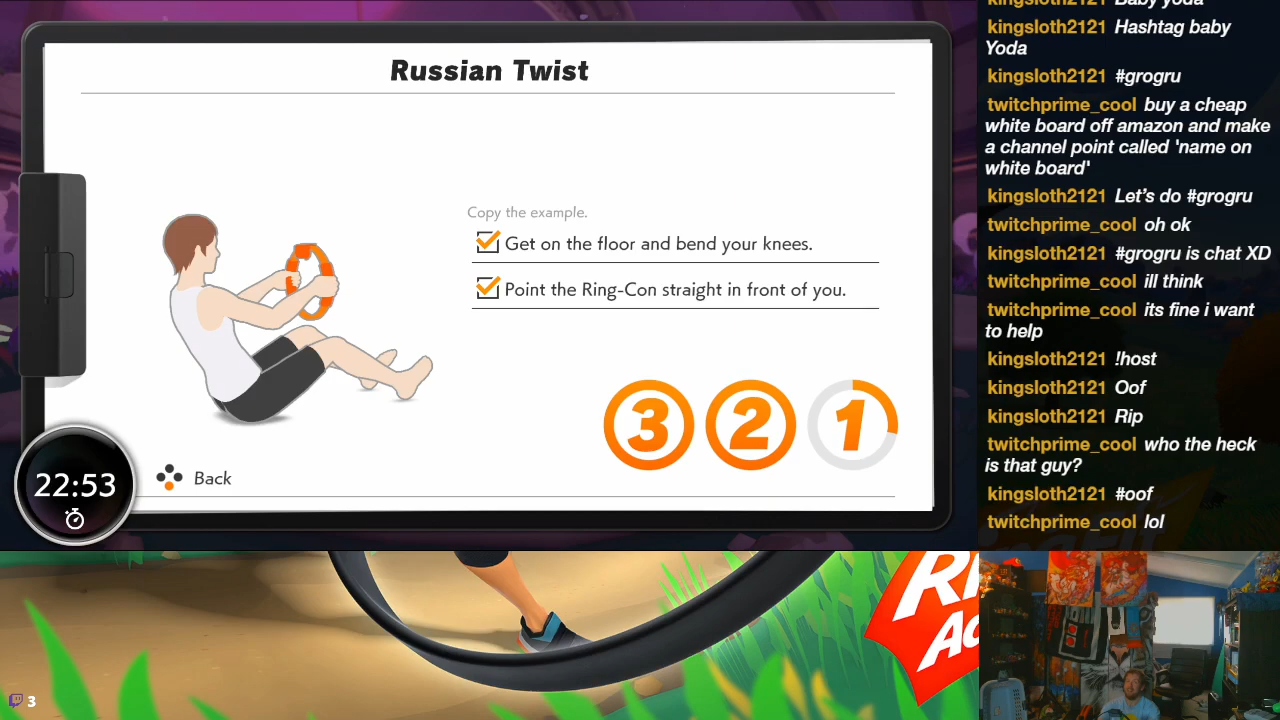 Russian Twist
Copy the example.
Get on the floor and bend your knees.
Point the Ring-Con straight in front of you.
3 2 1
22:53
Back
3
Baby yoda
kingsloth2121 Hashtag baby
Yoda
kingsloth2121 #grogru
twitchprime_cool buy a cheap
white board off amazon and make
a channel point called 'name on
white board'
kingsloth2121 Let's do #grogru
twitchprime_cool oh ok
kingsloth2121 #grogru is chat XD
twitchprime_cool ill think
twitchprime_cool its fine i want
to help
kingsloth2121 !host
kingsloth2121 Oof
kingsloth2121 Rip
twitchprime_cool who the heck
is that guy?
kingsloth2121 #oof
twitchprime_cool lol